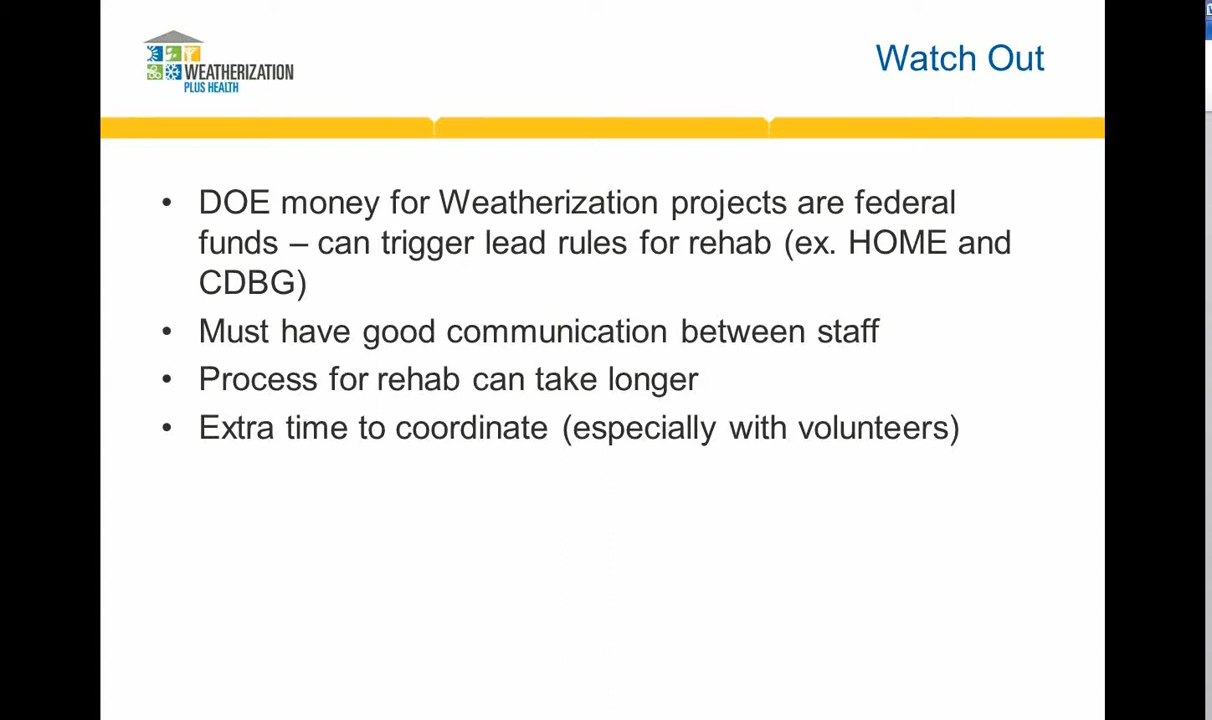 WEATHERIZATION
PLUS HEALTH
Watch Out
• DOE money for Weatherization projects are federal
funds – can trigger lead rules for rehab (ex. HOME and
CDBG)
• Must have good communication between staff
• Process for rehab can take longer
• Extra time to coordinate (especially with volunteers)